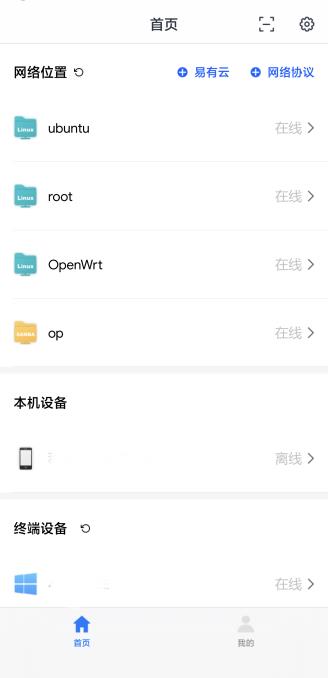 首页
网络位置 易有云 网络协议
Linux ubuntu 在线
Linux root 在线
Linux OpenWrt 在线
SAMBA op 在线
本机设备
离线
终端设备
在线
首页 我的